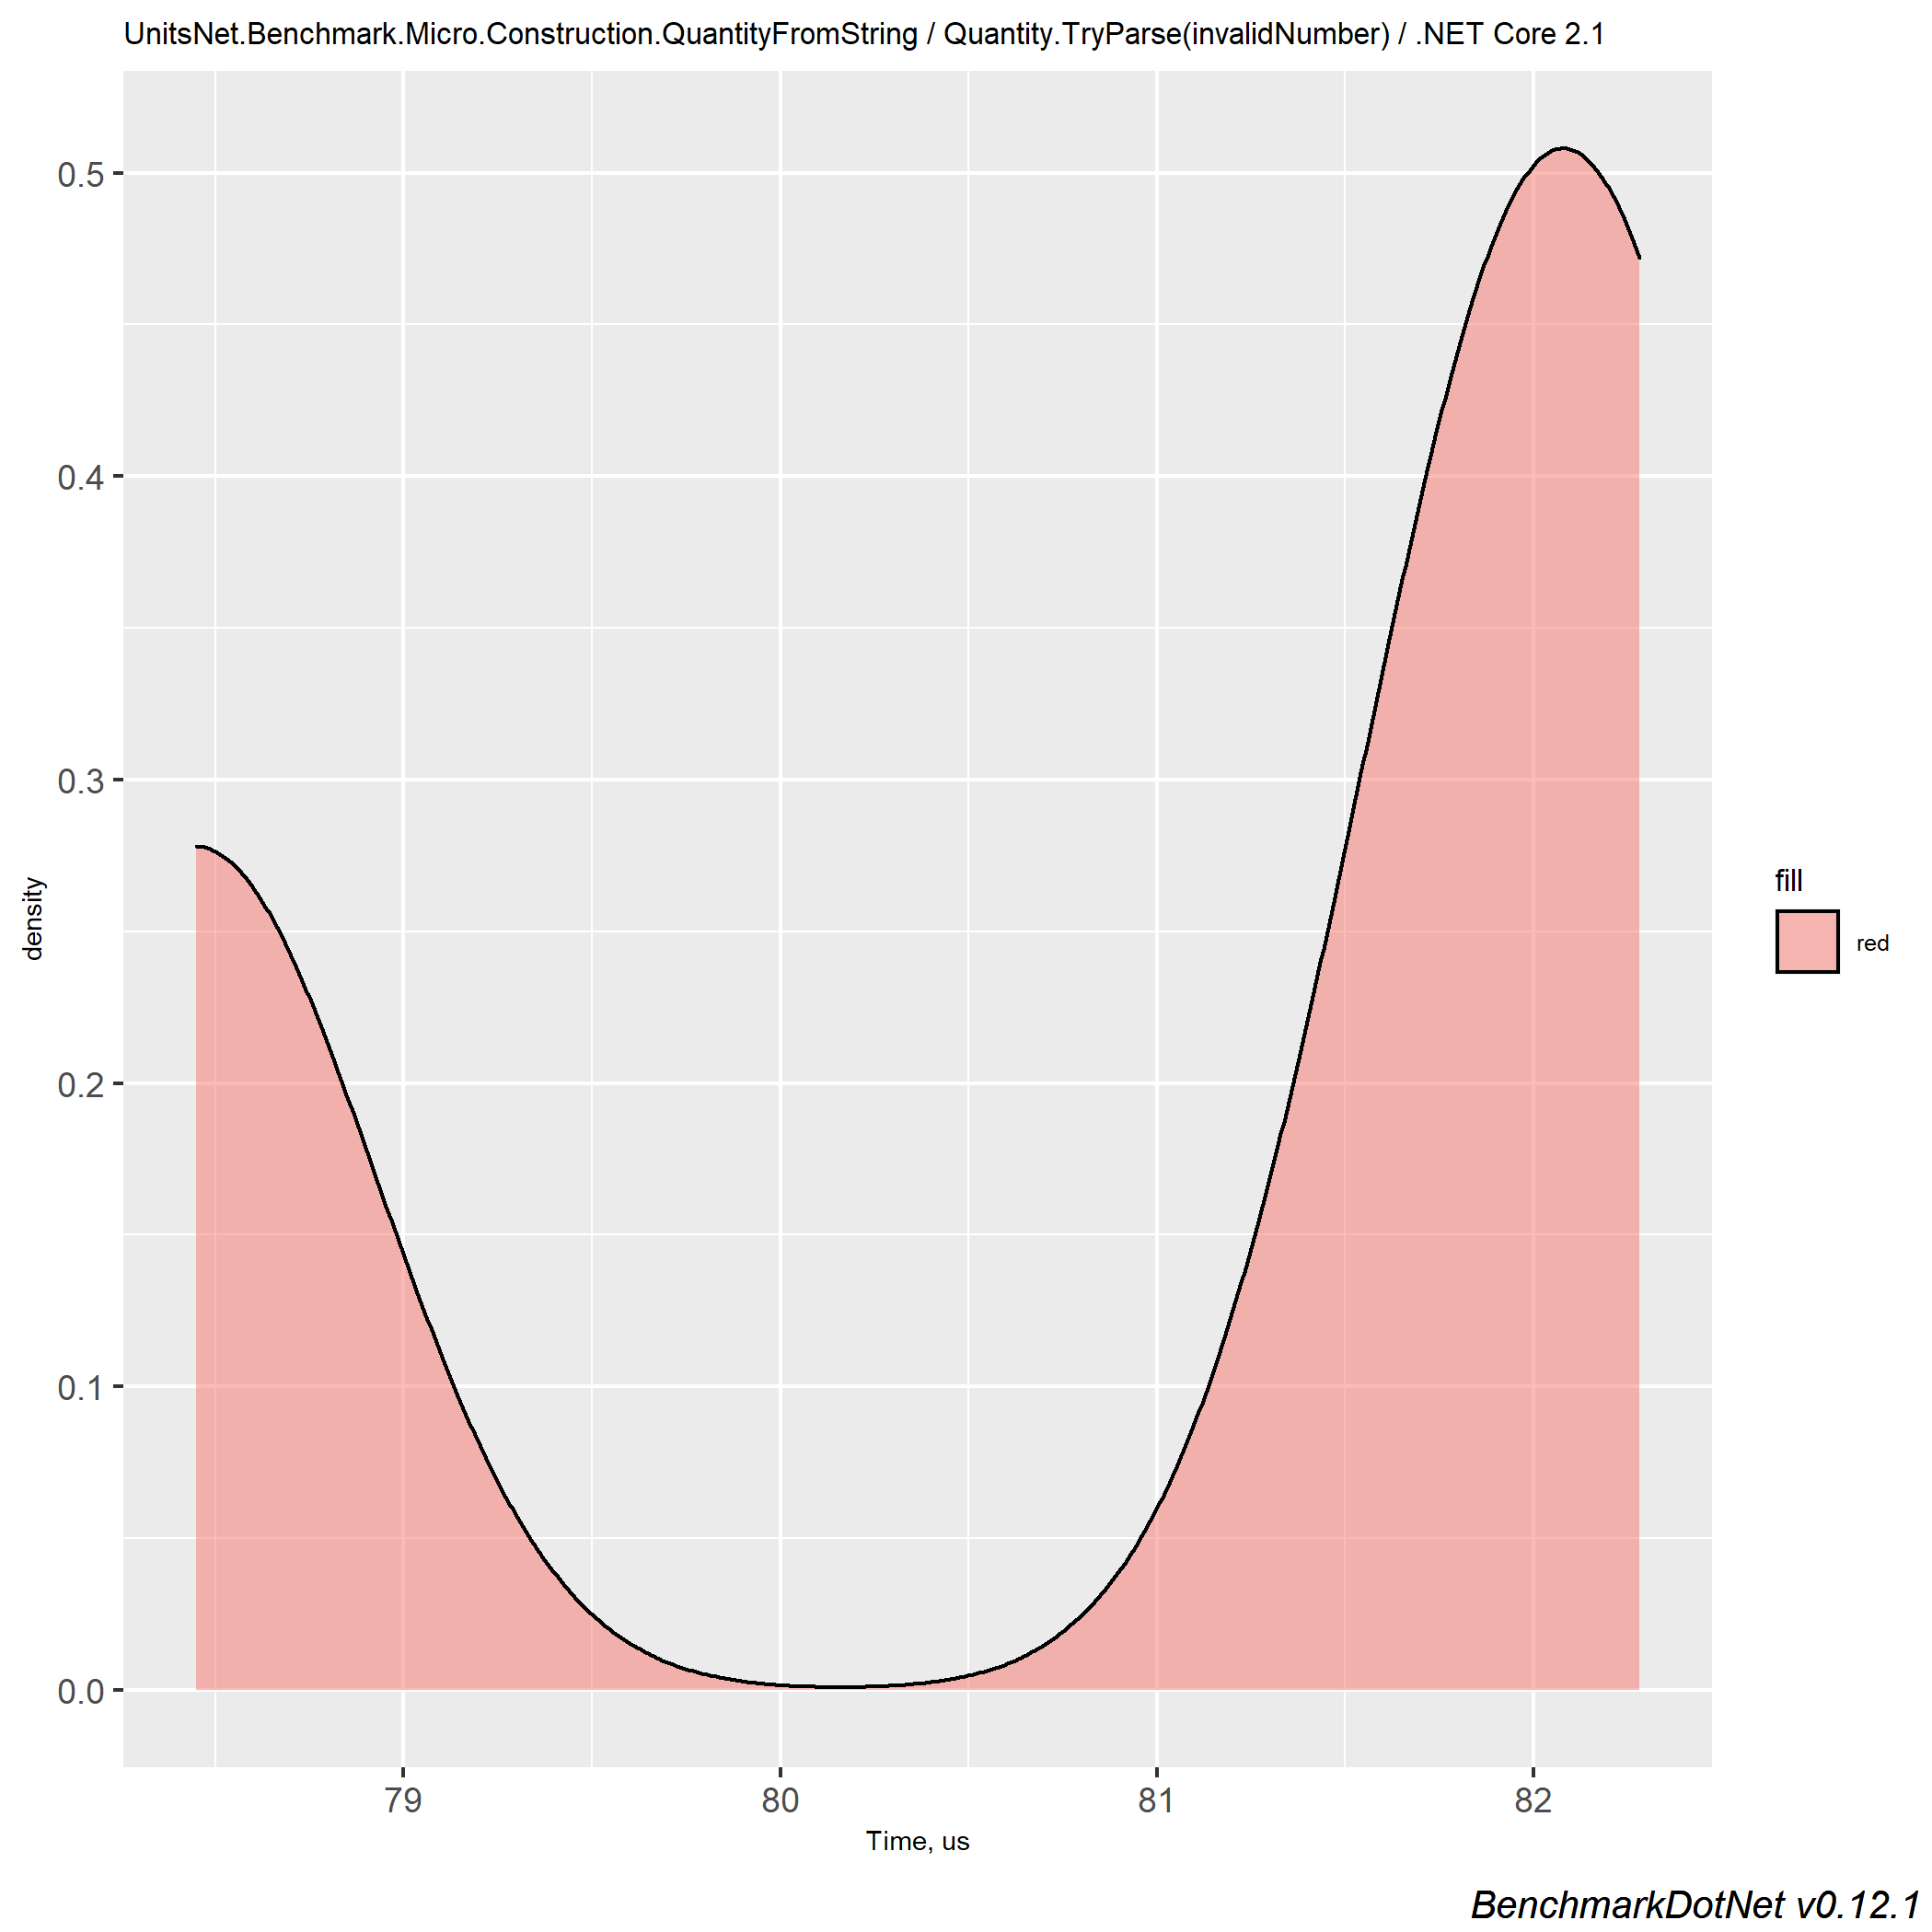 UnitsNet.Benchmark.Micro.Construction.QuantityFromString / Quantity.TryParse(invalidNumber) / .NET Core 2.1
0.5
0.4
0.3
0.2
0.1
0.0
density
79 80 81 82
Time, us
fill
red
BenchmarkDotNet v0.12.1